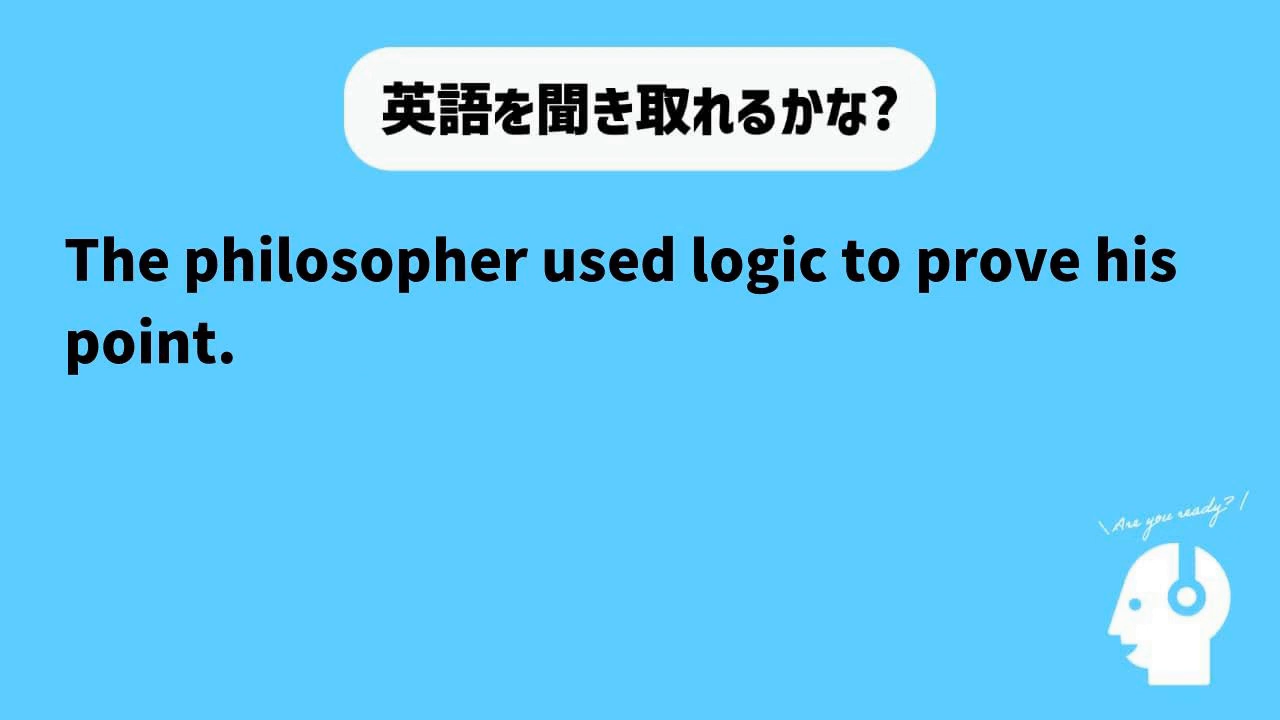 英語を聞き取れるかな?
The philosopher used logic to prove his
point.
\ Are you ready? /